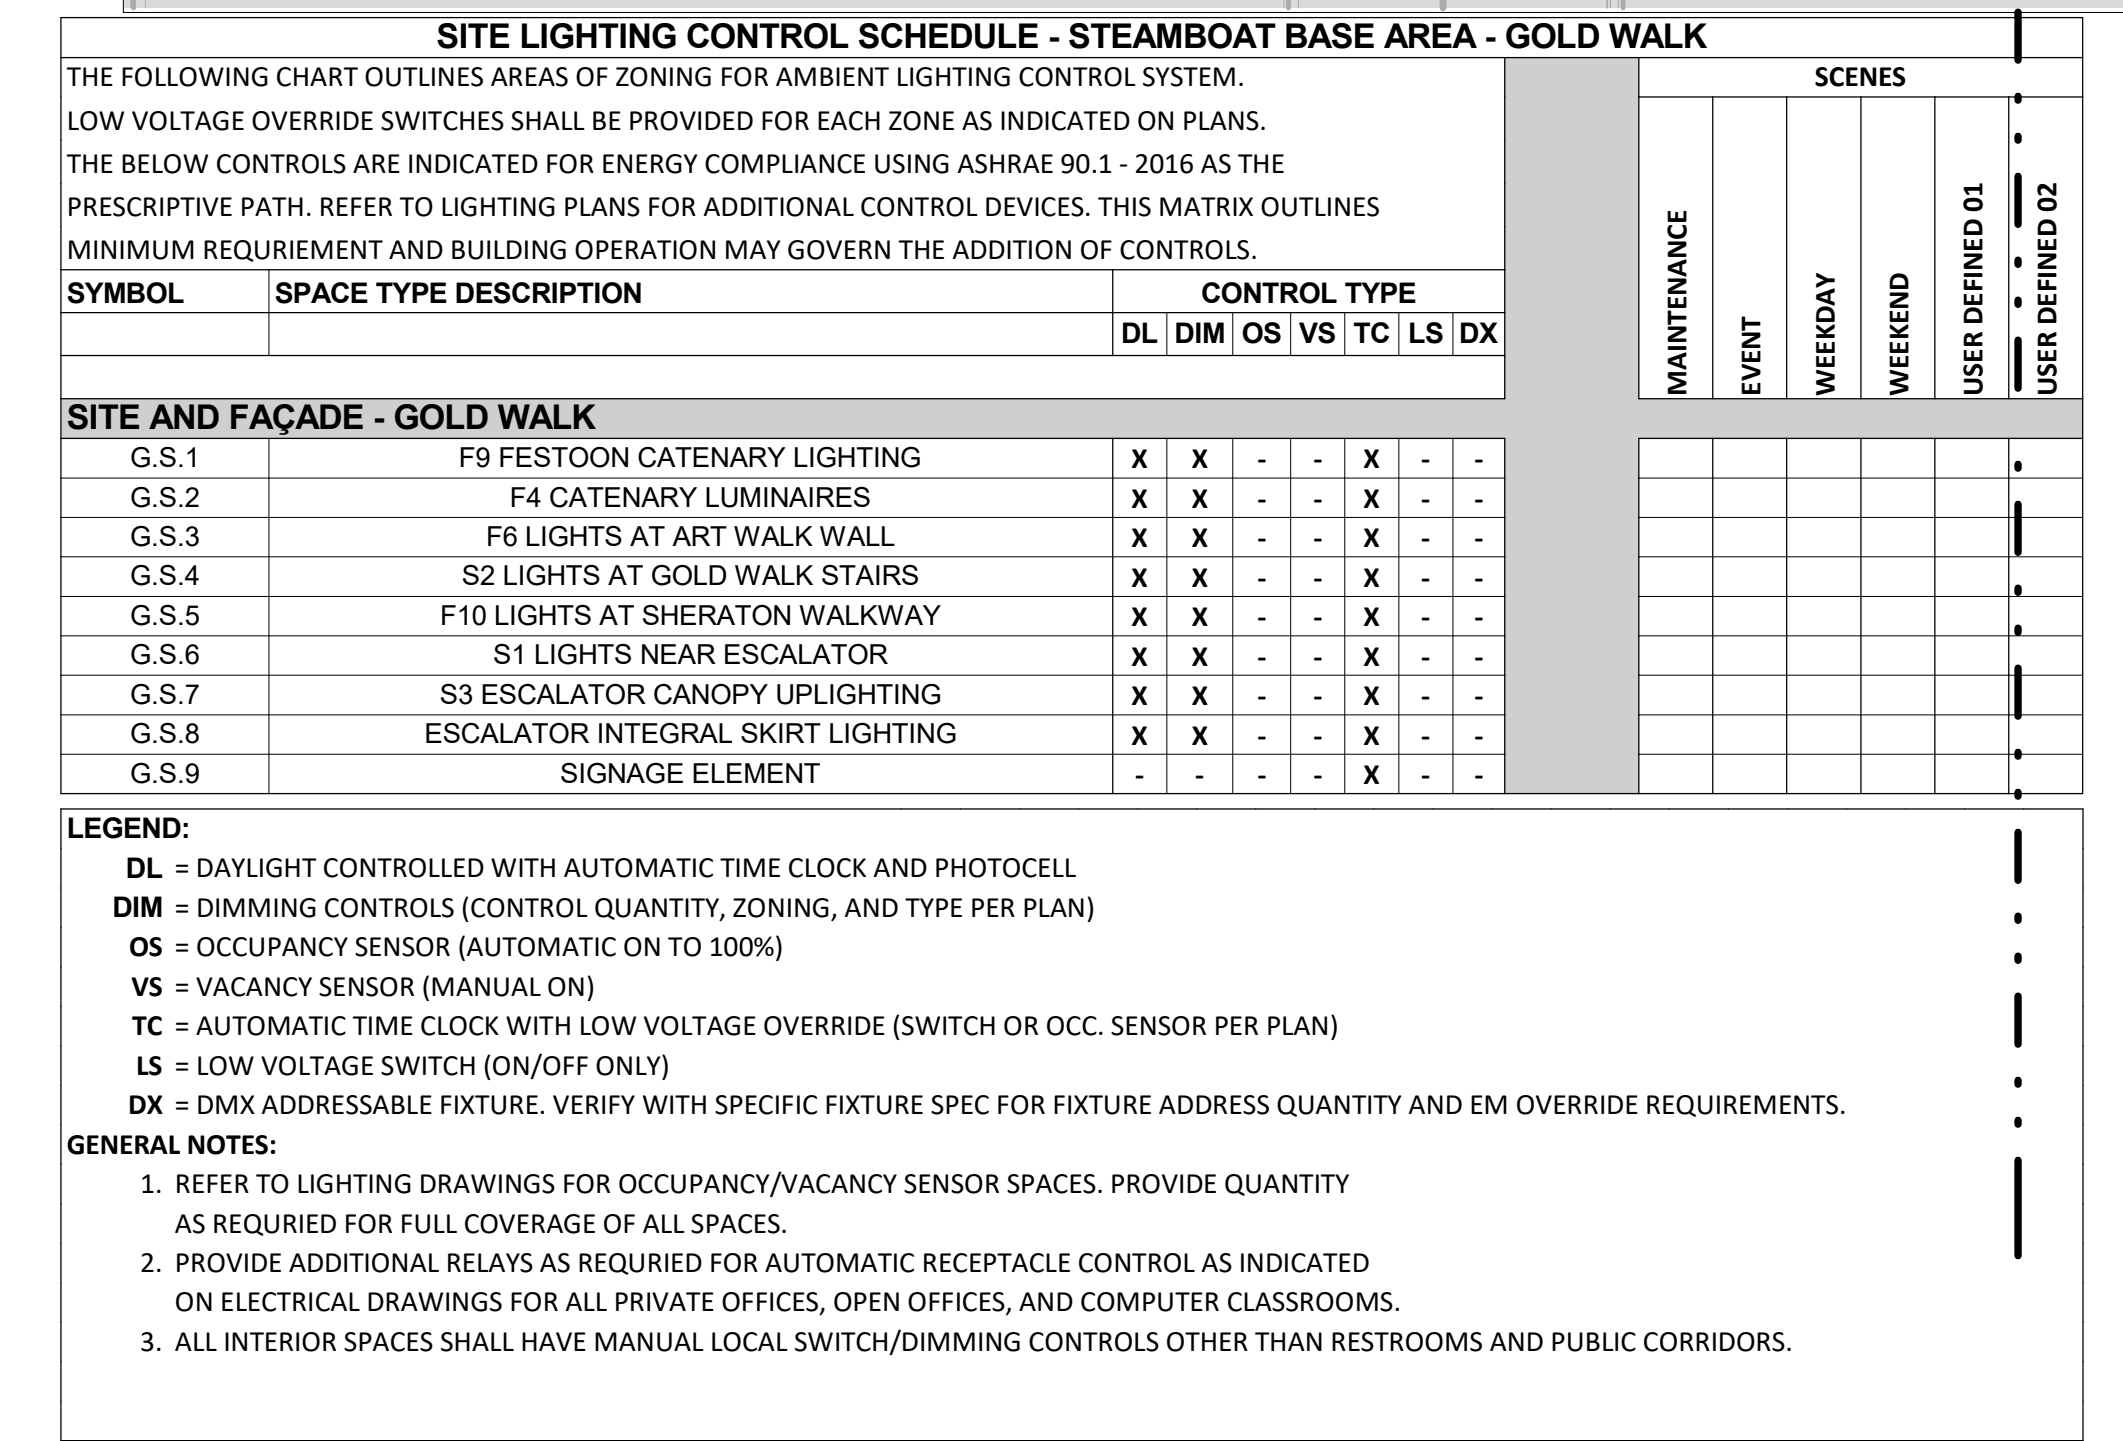 SITE LIGHTING CONTROL SCHEDULE - STEAMBOAT BASE AREA - GOLD WALK
THE FOLLOWING CHART OUTLINES AREAS OF ZONING FOR AMBIENT LIGHTING CONTROL SYSTEM.
LOW VOLTAGE OVERRIDE SWITCHES SHALL BE PROVIDED FOR EACH ZONE AS INDICATED ON PLANS.
THE BELOW CONTROLS ARE INDICATED FOR ENERGY COMPLIANCE USING ASHRAE 90.1 - 2016 AS THE
PRESCRIPTIVE PATH. REFER TO LIGHTING PLANS FOR ADDITIONAL CONTROL DEVICES. THIS MATRIX OUTLINES
MINIMUM REQURIEMENT AND BUILDING OPERATION MAY GOVERN THE ADDITION OF CONTROLS.
SCENES
MAINTENANCE
EVENT
WEEKDAY
WEEKEND
USER DEFINED 01
USER DEFINED 02
SYMBOL SPACE TYPE DESCRIPTION CONTROL TYPE
DL DIM OS VS TC LS DX
SITE AND FAÇADE - GOLD WALK
G.S.1 F9 FESTOON CATENARY LIGHTING X X - - X - -
G.S.2 F4 CATENARY LUMINAIRES X X - - X - -
G.S.3 F6 LIGHTS AT ART WALK WALL X X - - X - -
G.S.4 S2 LIGHTS AT GOLD WALK STAIRS X X - - X - -
G.S.5 F10 LIGHTS AT SHERATON WALKWAY X X - - X - -
G.S.6 S1 LIGHTS NEAR ESCALATOR X X - - X - -
G.S.7 S3 ESCALATOR CANOPY UPLIGHTING X X - - X - -
G.S.8 ESCALATOR INTEGRAL SKIRT LIGHTING X X - - X - -
G.S.9 SIGNAGE ELEMENT - - - - X - -
LEGEND:
DL = DAYLIGHT CONTROLLED WITH AUTOMATIC TIME CLOCK AND PHOTOCELL
DIM = DIMMING CONTROLS (CONTROL QUANTITY, ZONING, AND TYPE PER PLAN)
OS = OCCUPANCY SENSOR (AUTOMATIC ON TO 100%)
VS = VACANCY SENSOR (MANUAL ON)
TC = AUTOMATIC TIME CLOCK WITH LOW VOLTAGE OVERRIDE (SWITCH OR OCC. SENSOR PER PLAN)
LS = LOW VOLTAGE SWITCH (ON/OFF ONLY)
DX = DMX ADDRESSABLE FIXTURE. VERIFY WITH SPECIFIC FIXTURE SPEC FOR FIXTURE ADDRESS QUANTITY AND EM OVERRIDE REQUIREMENTS.
GENERAL NOTES:
1. REFER TO LIGHTING DRAWINGS FOR OCCUPANCY/VACANCY SENSOR SPACES. PROVIDE QUANTITY
AS REQURIED FOR FULL COVERAGE OF ALL SPACES.
2. PROVIDE ADDITIONAL RELAYS AS REQURIED FOR AUTOMATIC RECEPTACLE CONTROL AS INDICATED
ON ELECTRICAL DRAWINGS FOR ALL PRIVATE OFFICES, OPEN OFFICES, AND COMPUTER CLASSROOMS.
3. ALL INTERIOR SPACES SHALL HAVE MANUAL LOCAL SWITCH/DIMMING CONTROLS OTHER THAN RESTROOMS AND PUBLIC CORRIDORS.